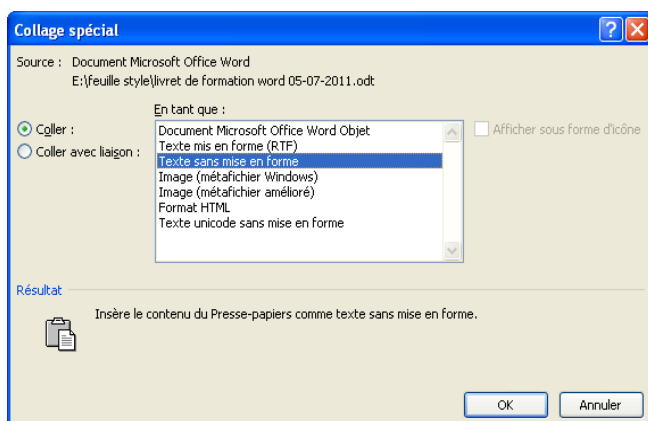 Collage spécial
Source : Document Microsoft Office Word
E:\feuille style\livret de formation word 05-07-2011.odt
En tant que :
Coller :
Coller avec liaison :
Document Microsoft Office Word Objet
Texte mis en forme (RTF)
Texte sans mise en forme
Image (métafichier Windows)
Image (métafichier amélioré)
Format HTML
Texte unicode sans mise en forme
Afficher sous forme d'icône
Résultat
Insère le contenu du Presse-papiers comme texte sans mise en forme.
OK Annuler